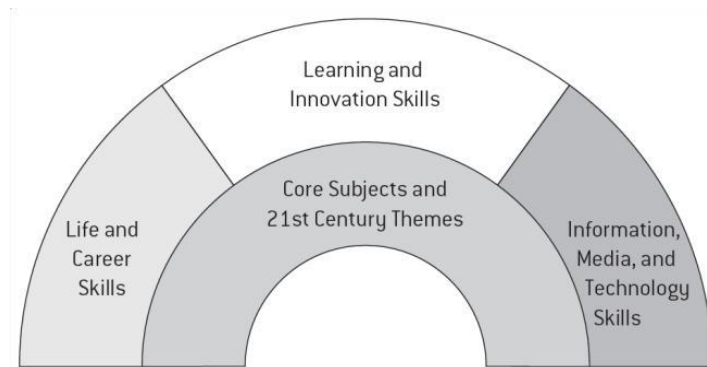 Learning and
Innovation Skills
Core Subjects and
21st Century Themes
Life and
Career
Skills
Information,
Media, and
Technology
Skills